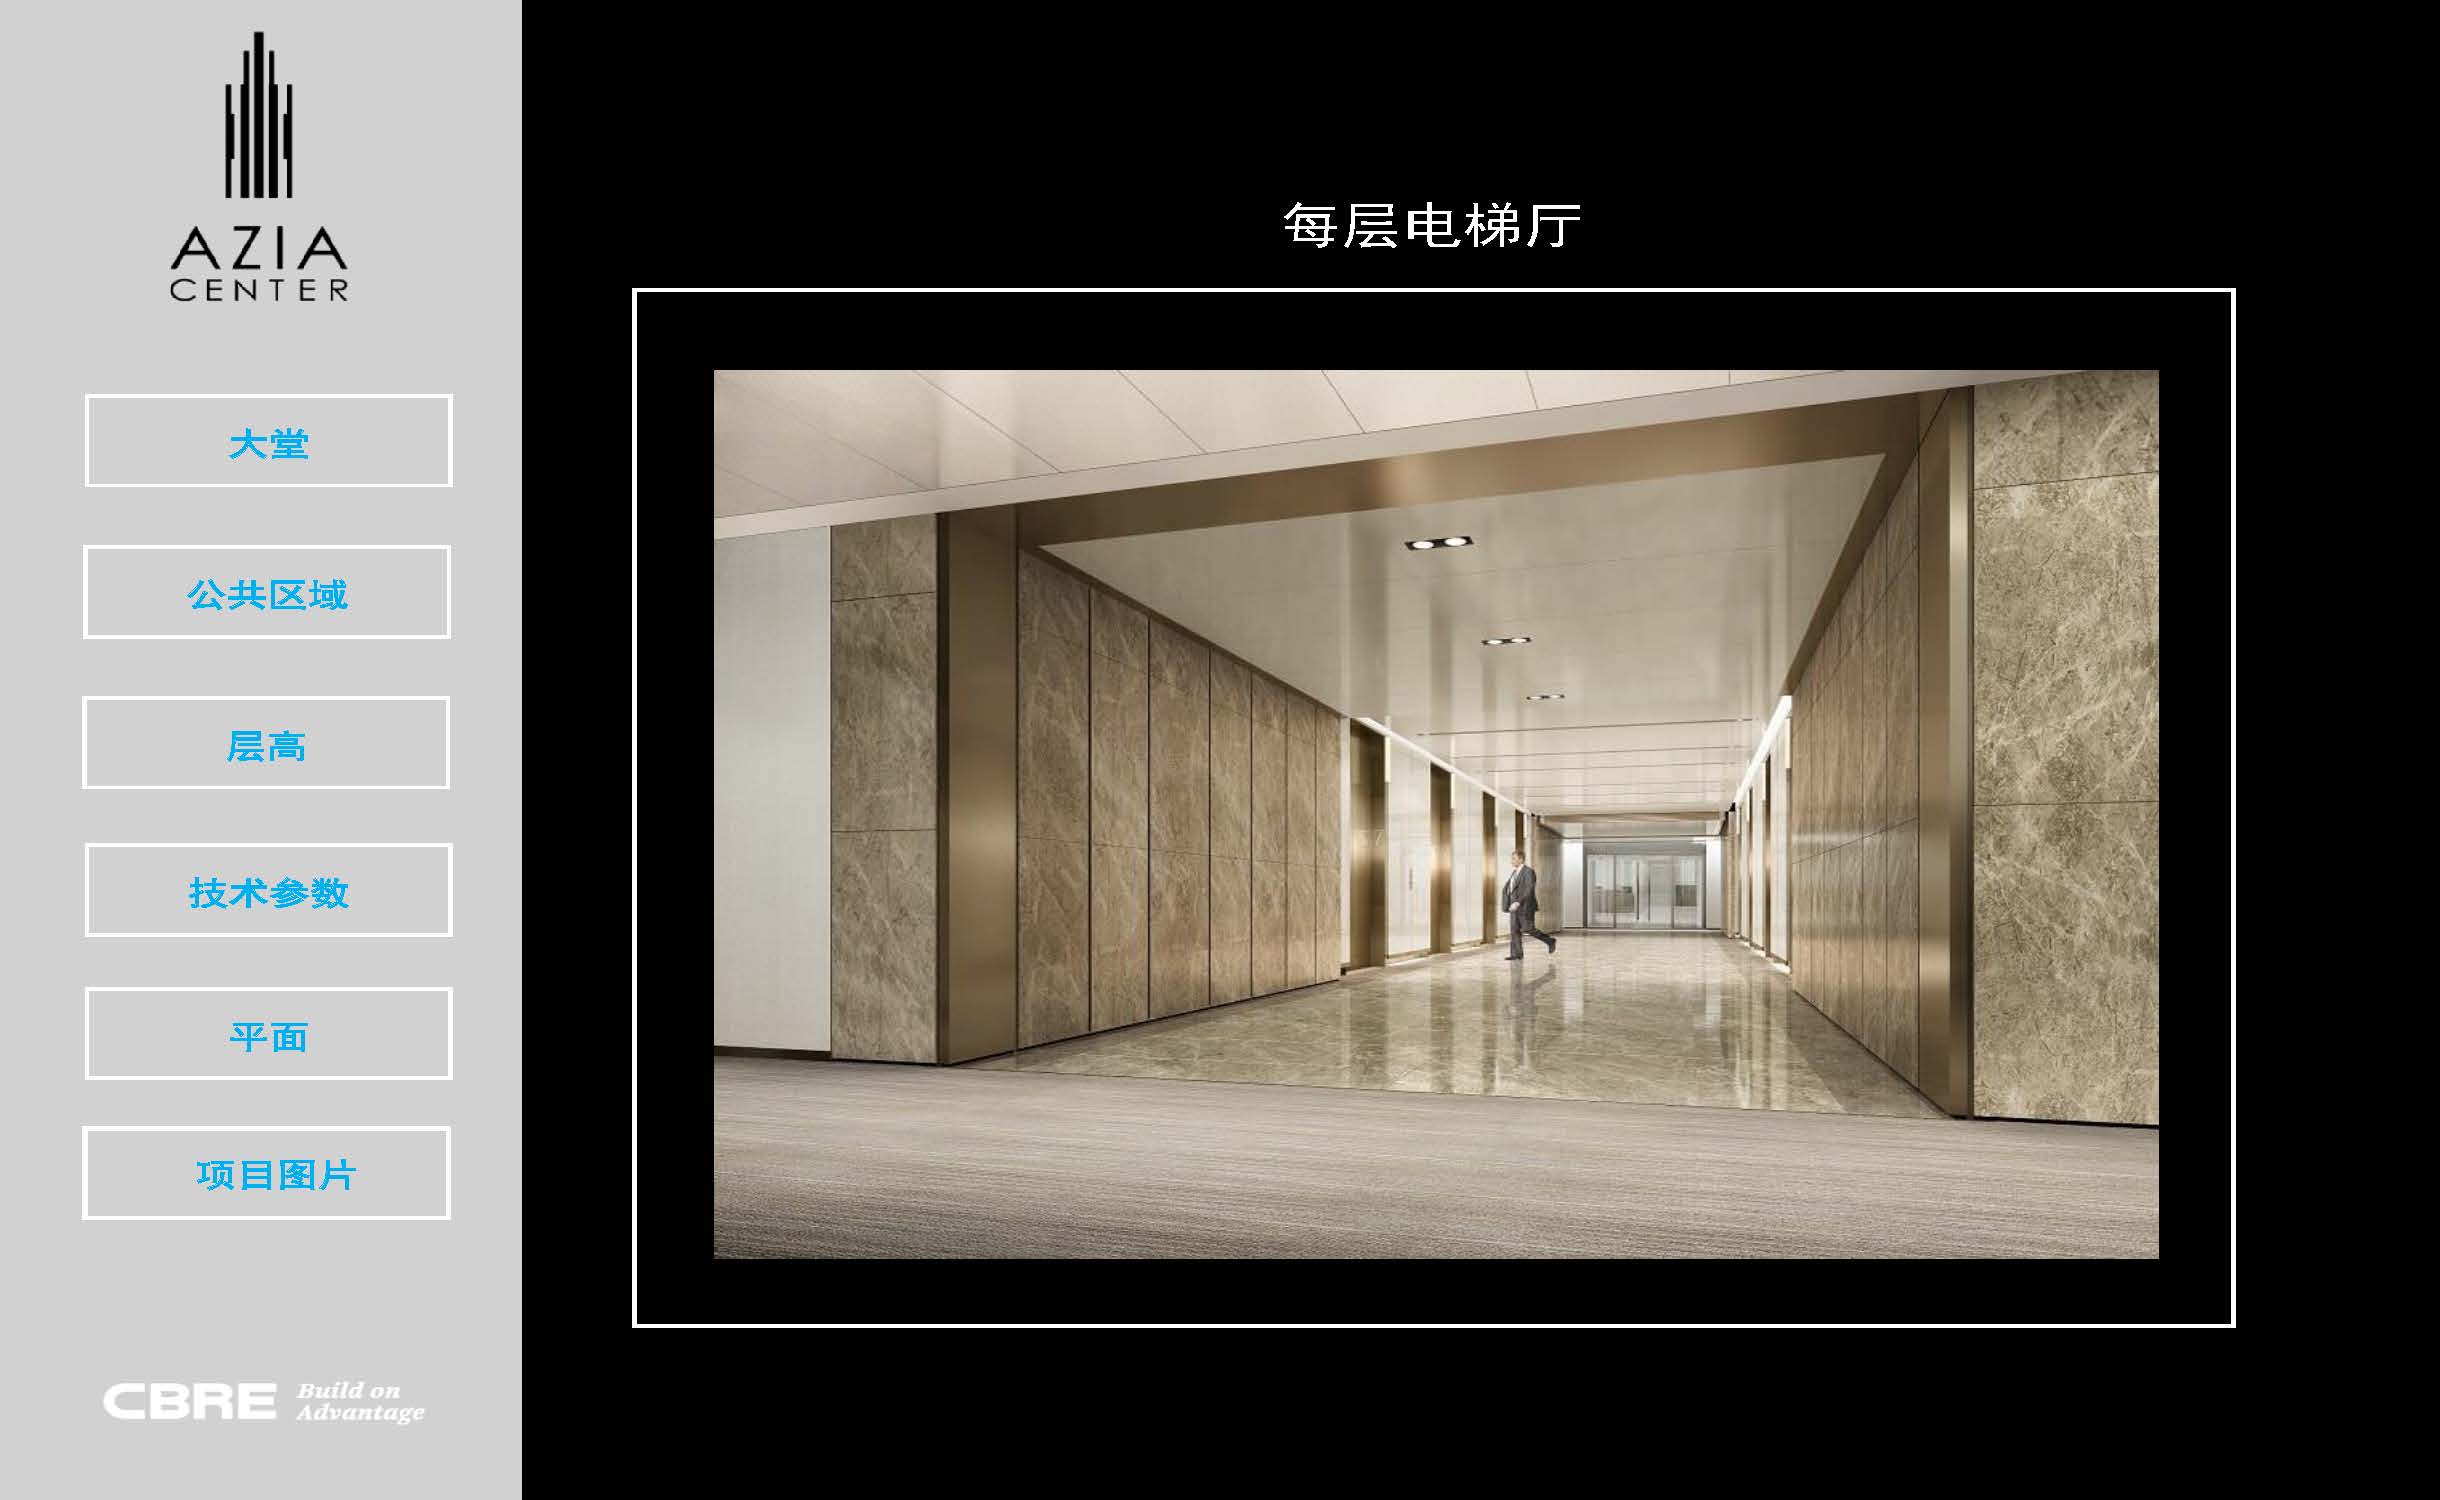 AZIA
CENTER
大堂
公共区域
层高
技术参数
平面
项目图片
CBRE Build on
Advantage
每层电梯厅